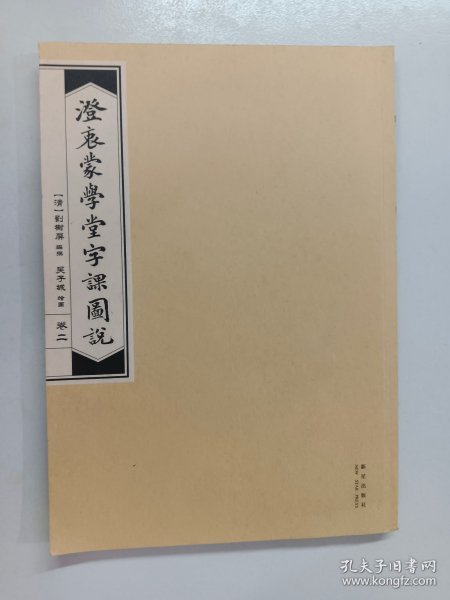 澄衷蒙學堂字課圖說
【清】劉樹屏 編撰 吳子城 繪圖 卷二
新星出版社
NEW STAR PRESS
孔夫子旧书网
www.kongfz.com